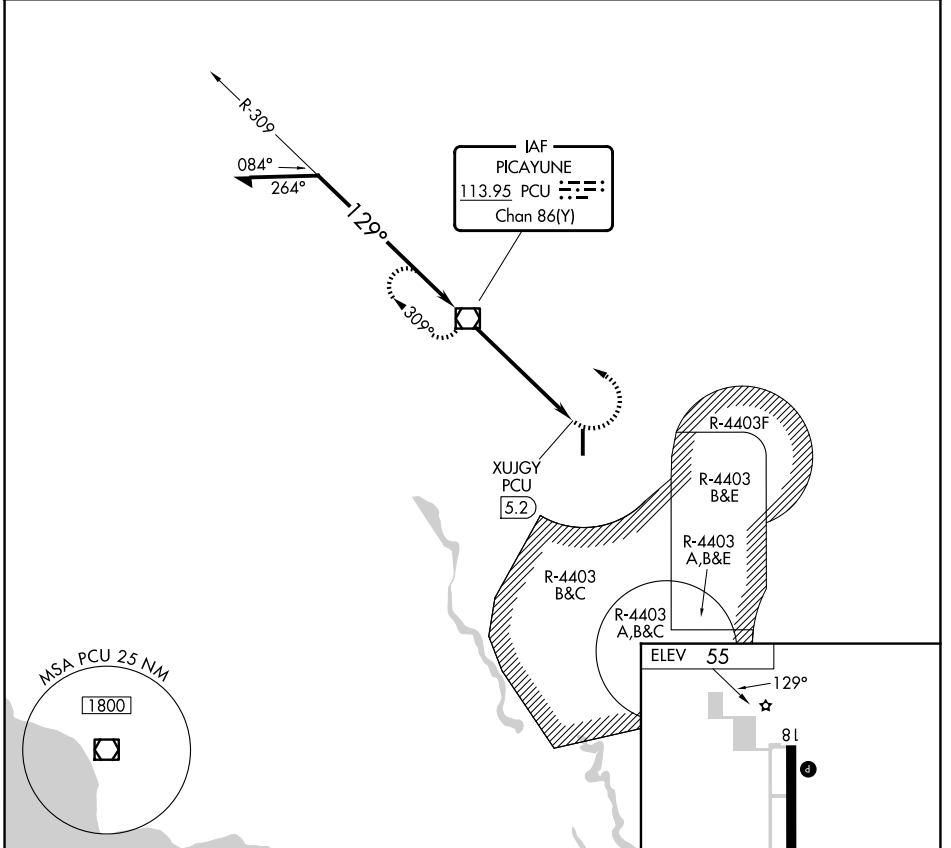 R-309
084°
264°
129°
IAF
PICAYUNE
113.95 PCU
Chan 86(Y)
309°
R-4403F
XUJGY
PCU
5.2
R-4403
B&E
R-4403
A,B&E
R-4403
B&C
R-4403
A,B&C
MSA PCU 25 NM
1800
ELEV 55
129°
18
P